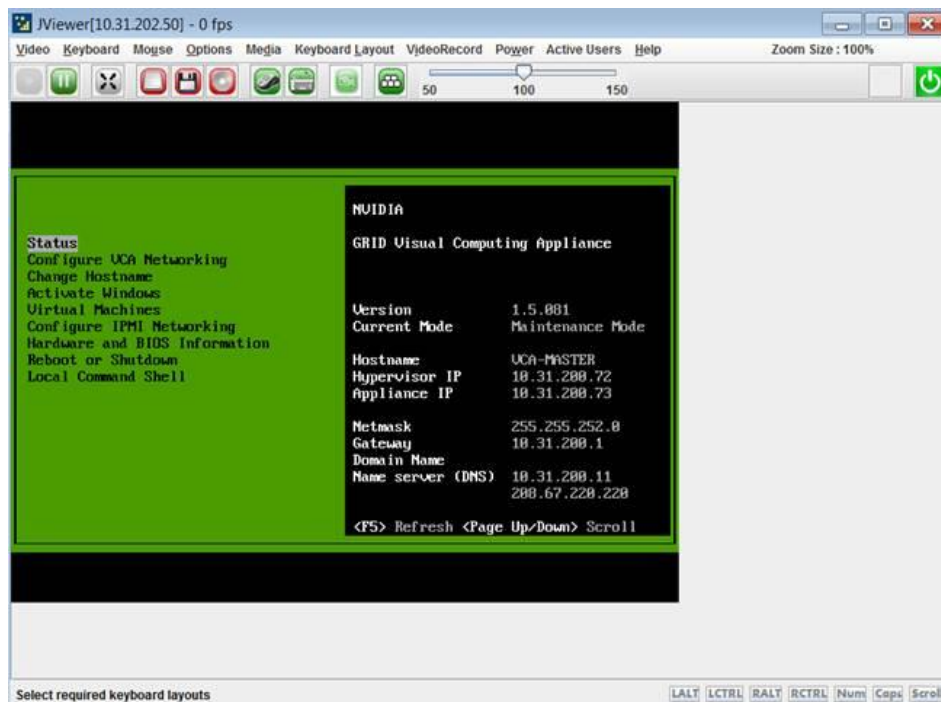 JViewer[10.31.202.50] - 0 fps
Video Keyboard Mouse Options Media Keyboard Layout VideoRecord Power Active Users Help Zoom Size : 100%
50 100 150
NVIDIA
Status GRID Visual Computing Appliance
Configure VCA Networking
Change Hostname
Activate Windows
Virtual Machines Version 1.5.081
Configure IPMI Networking Current Mode Maintenance Mode
Hardware and BIOS Information
Reboot or Shutdown Hostname VCA-MASTER
Local Command Shell Hypervisor IP 10.31.200.72
Appliance IP 10.31.200.73
Netmask 255.255.252.0
Gateway 10.31.200.1
Domain Name
Name server (DNS) 10.31.200.11
208.67.220.220
<F5> Refresh <Page Up/Down> Scroll
Select required keyboard layouts LALT LCTRL RALT RCTRL Num Caps Scroll